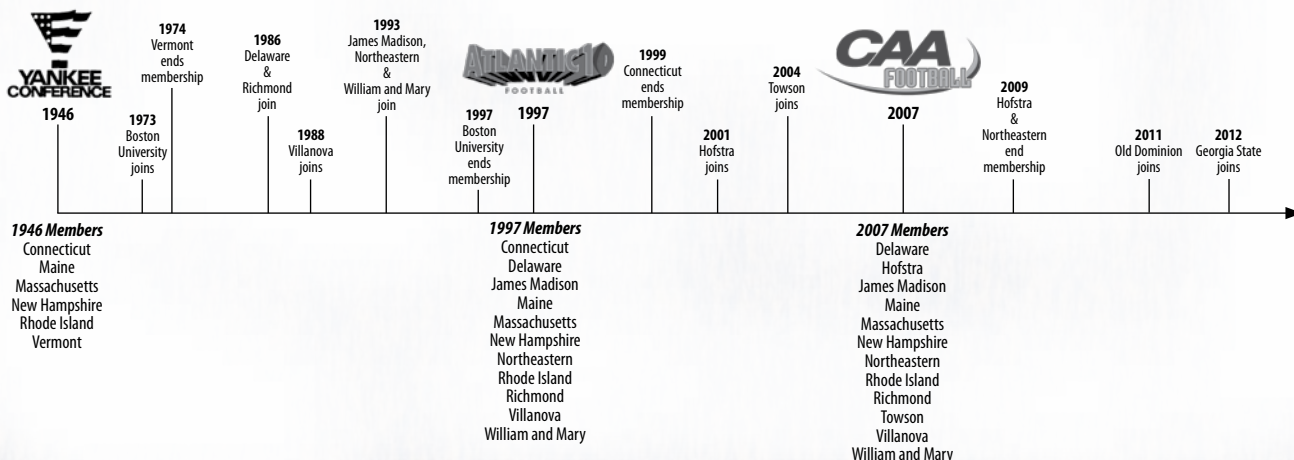 YANKEE
CONFERENCE
1946
1973
Boston
University
joins
1974
Vermont
ends
membership
1986
Delaware
&
Richmond
join
1988
Villanova
joins
1993
James Madison,
Northeastern
&
William and Mary
join
1997
Boston
University
ends
membership
ATLANTIC10
FOOTBALL
1997
1999
Connecticut
ends
membership
2001
Hofstra
joins
2004
Towson
joins
CAA
FOOTBALL
2007
2009
Hofstra
&
Northeastern
end
membership
2011
Old Dominion
joins
2012
Georgia State
joins
1946 Members
Connecticut
Maine
Massachusetts
New Hampshire
Rhode Island
Vermont
1997 Members
Connecticut
Delaware
James Madison
Maine
Massachusetts
New Hampshire
Northeastern
Rhode Island
Richmond
Villanova
William and Mary
2007 Members
Delaware
Hofstra
James Madison
Maine
Massachusetts
New Hampshire
Northeastern
Rhode Island
Richmond
Towson
Villanova
William and Mary